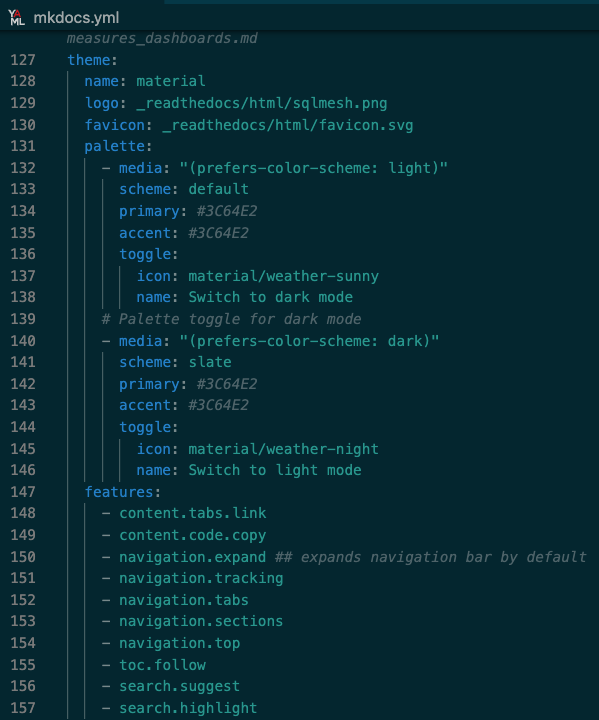 YAML mkdocs.yml
measures_dashboards.md
127 theme:
128 name: material
129 logo: _readthedocs/html/sqlmesh.png
130 favicon: _readthedocs/html/favicon.svg
131 palette:
132 - media: "(prefers-color-scheme: light)"
133 scheme: default
134 primary: #3C64E2
135 accent: #3C64E2
136 toggle:
137 icon: material/weather-sunny
138 name: Switch to dark mode
139 # Palette toggle for dark mode
140 - media: "(prefers-color-scheme: dark)"
141 scheme: slate
142 primary: #3C64E2
143 accent: #3C64E2
144 toggle:
145 icon: material/weather-night
146 name: Switch to light mode
147 features:
148 - content.tabs.link
149 - content.code.copy
150 - navigation.expand ## expands navigation bar by default
151 - navigation.tracking
152 - navigation.tabs
153 - navigation.sections
154 - navigation.top
155 - toc.follow
156 - search.suggest
157 - search.highlight